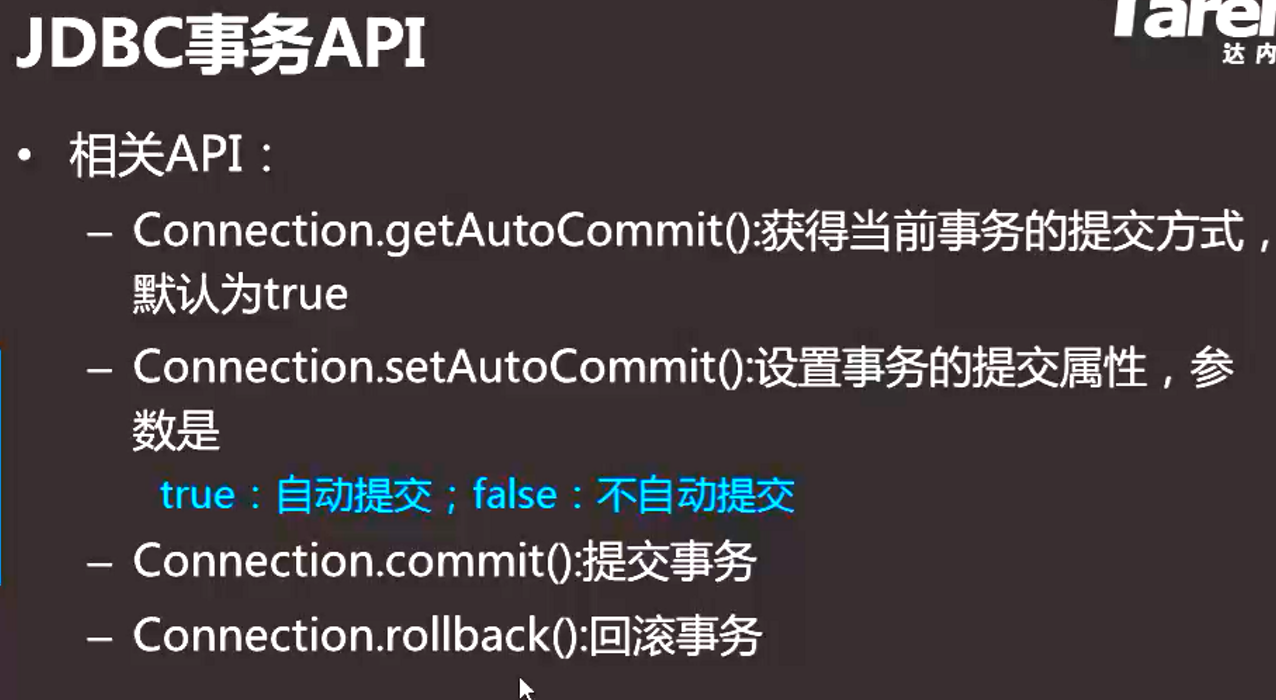 JDBC事务API
达内
• 相关API：
– Connection.getAutoCommit():获得当前事务的提交方式，
默认为true
– Connection.setAutoCommit():设置事务的提交属性，参
数是
true：自动提交；false：不自动提交
– Connection.commit():提交事务
– Connection.rollback():回滚事务